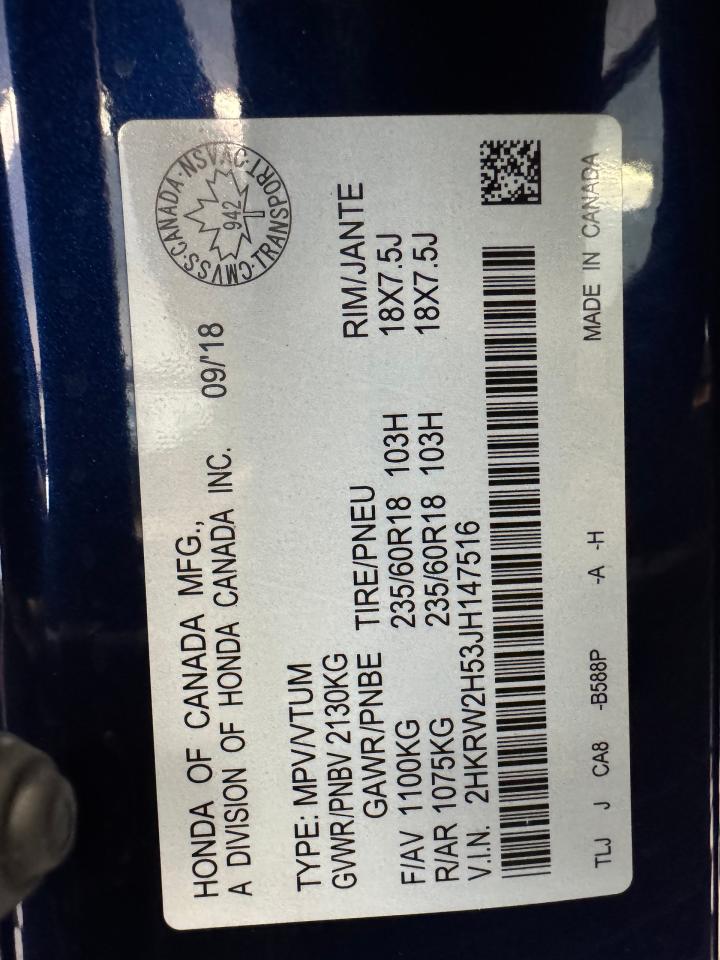 HONDA OF CANADA MFG.,
A DIVISION OF HONDA CANADA INC. 09/'18
CMVSS·CANADA·NSVAC·TRANSPORT·
942
TYPE: MPV/VTUM
GVWR/PNBV 2130KG
GAWR/PNBE TIRE/PNEU RIM/JANTE
F/AV 1100KG 235/60R18 103H 18X7.5J
R/AR 1075KG 235/60R18 103H 18X7.5J
V.I.N. 2HKRW2H53JH147516
TLJ J CA8 -B588P -A -H MADE IN CANADA